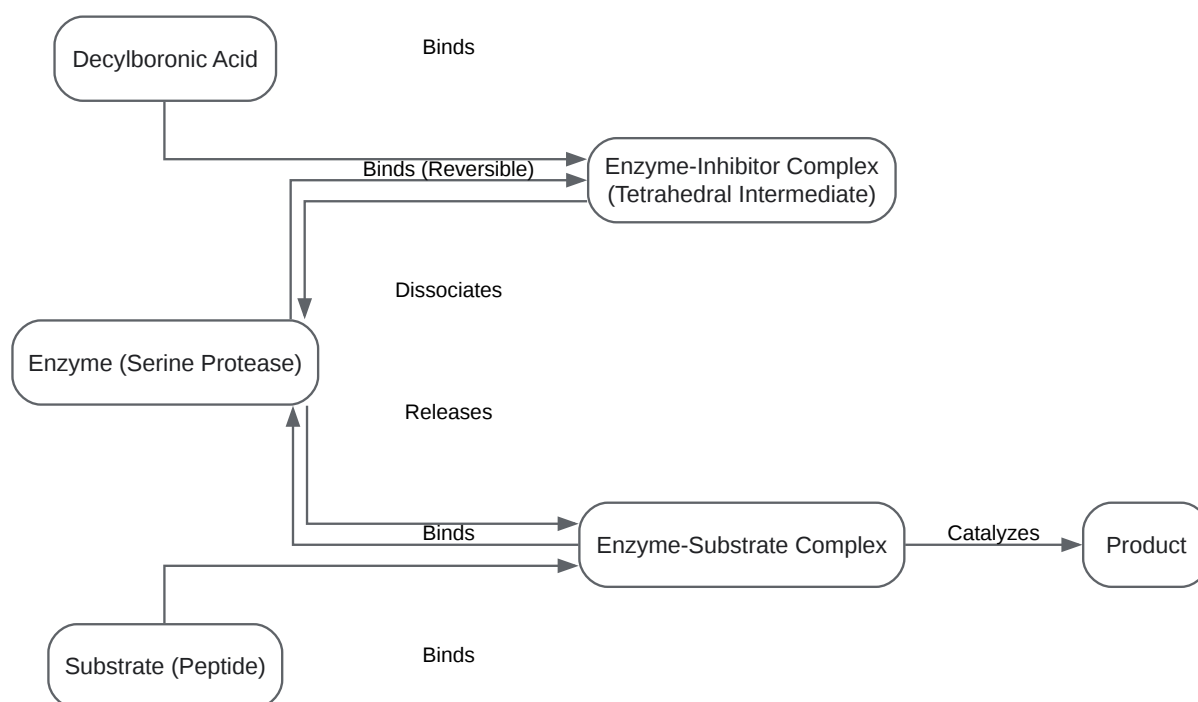 Decylboronic Acid
Binds
Binds (Reversible)
Enzyme-Inhibitor Complex
(Tetrahedral Intermediate)
Dissociates
Enzyme (Serine Protease)
Releases
Binds
Enzyme-Substrate Complex
Catalyzes
Product
Substrate (Peptide)
Binds